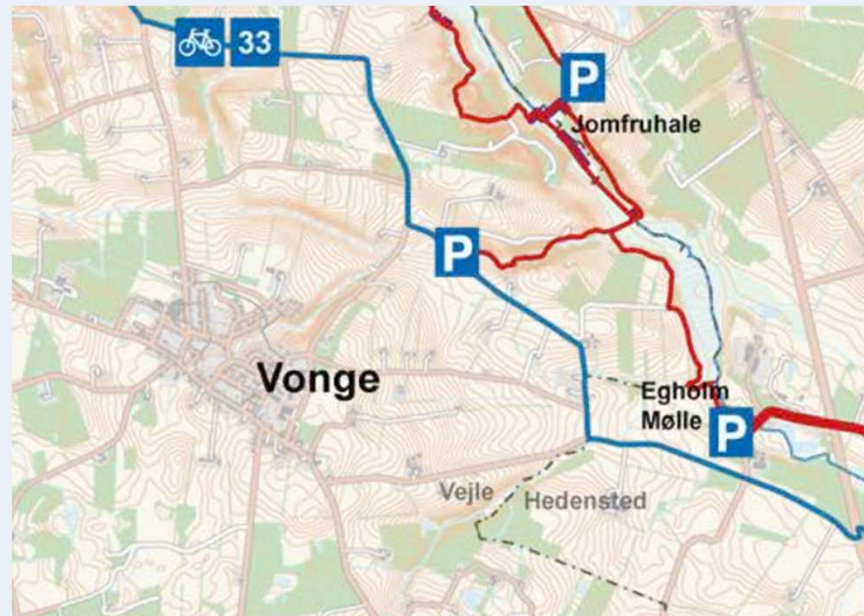 33
P
Jomfruhale
P
Vonge
Egholm
Mølle
P
Vejle
Hedensted